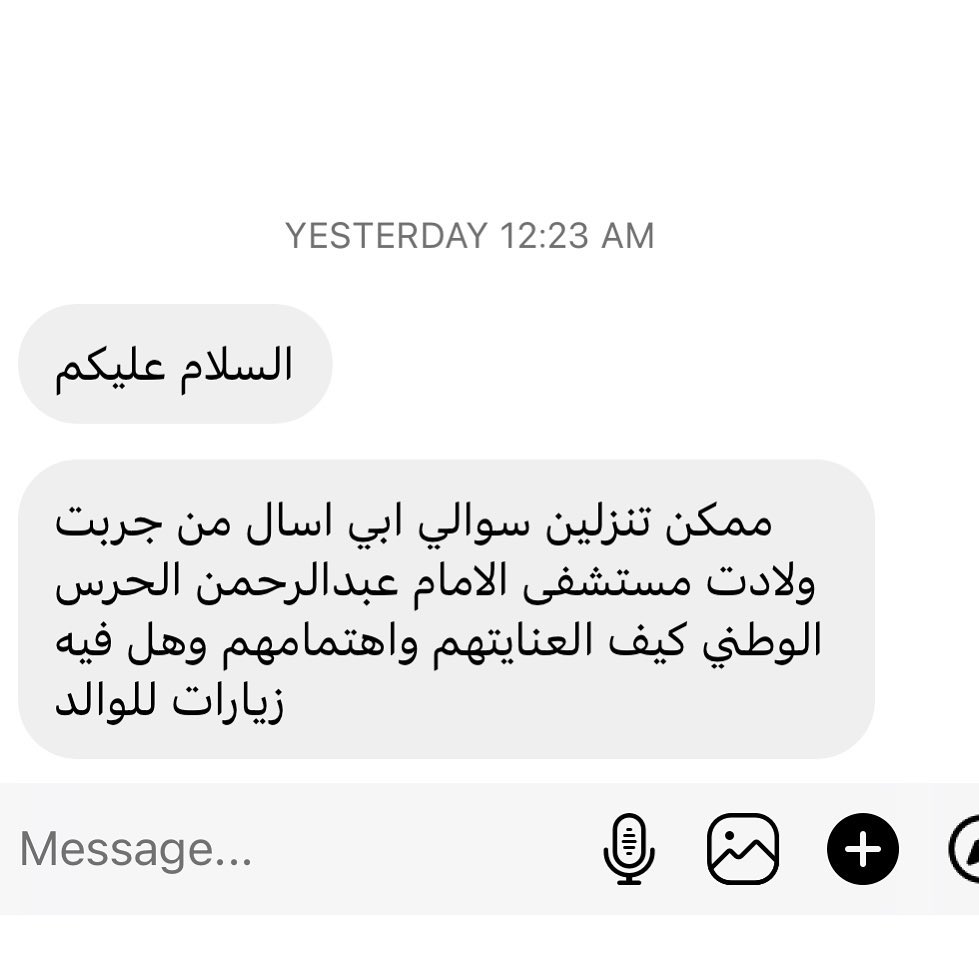 YESTERDAY 12:23 AM
السلام عليكم
ممكن تنزلين سوالي ابي اسال من جربت
ولادت مستشفى الامام عبدالرحمن الحرس
الوطني كيف العنايتهم واهتمامهم وهل فيه
زيارات للوالد
Message...